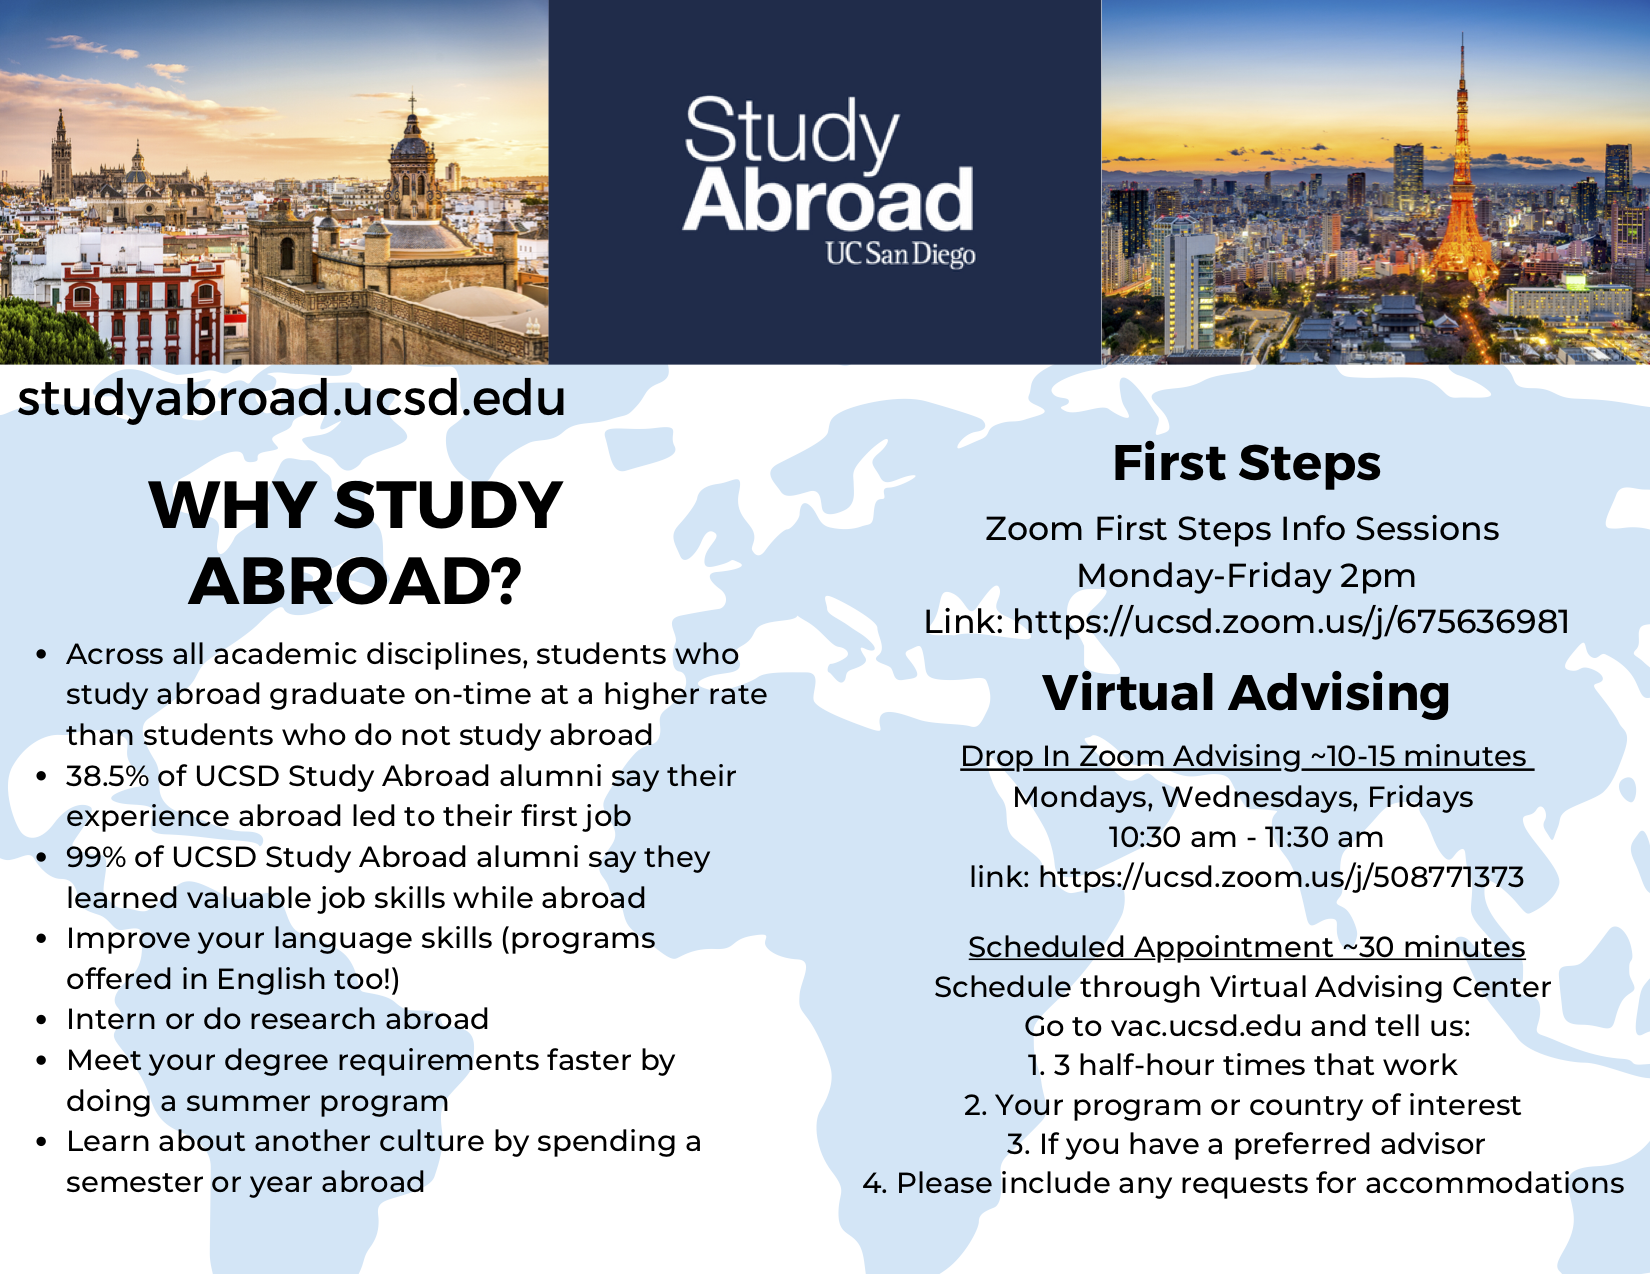 Study
Abroad
UC San Diego
studyabroad.ucsd.edu
WHY STUDY
ABROAD?
• Across all academic disciplines, students who
study abroad graduate on-time at a higher rate
than students who do not study abroad
• 38.5% of UCSD Study Abroad alumni say their
experience abroad led to their first job
• 99% of UCSD Study Abroad alumni say they
learned valuable job skills while abroad
• Improve your language skills (programs
offered in English too!)
• Intern or do research abroad
• Meet your degree requirements faster by
doing a summer program
• Learn about another culture by spending a
semester or year abroad
First Steps
Zoom First Steps Info Sessions
Monday-Friday 2pm
Link: https://ucsd.zoom.us/j/675636981
Virtual Advising
Drop In Zoom Advising ~10-15 minutes
Mondays, Wednesdays, Fridays
10:30 am - 11:30 am
link: https://ucsd.zoom.us/j/508771373
Scheduled Appointment ~30 minutes
Schedule through Virtual Advising Center
Go to vac.ucsd.edu and tell us:
1. 3 half-hour times that work
2. Your program or country of interest
3. If you have a preferred advisor
4. Please include any requests for accommodations